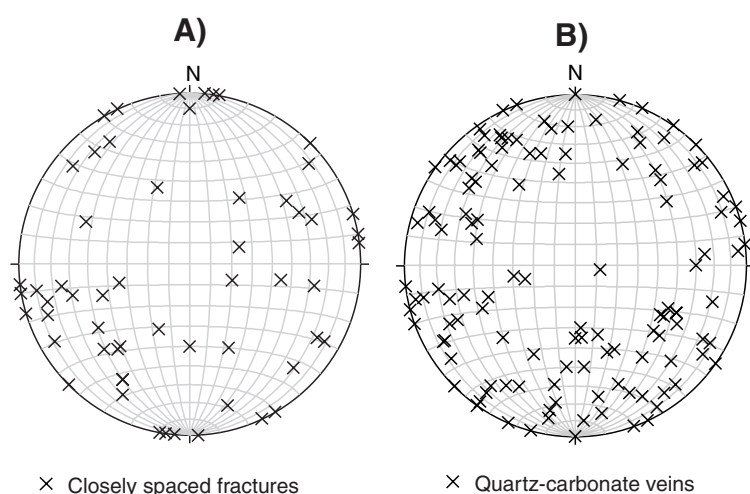 A)
B)
N
N
× Closely spaced fractures
× Quartz-carbonate veins